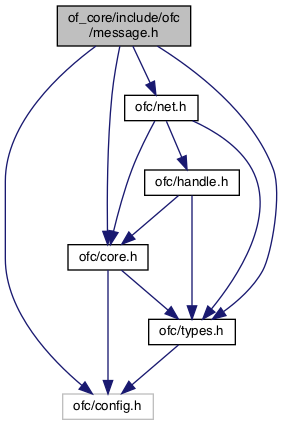 of_core/include/ofc
/message.h
ofc/net.h
ofc/handle.h
ofc/core.h
ofc/types.h
ofc/config.h